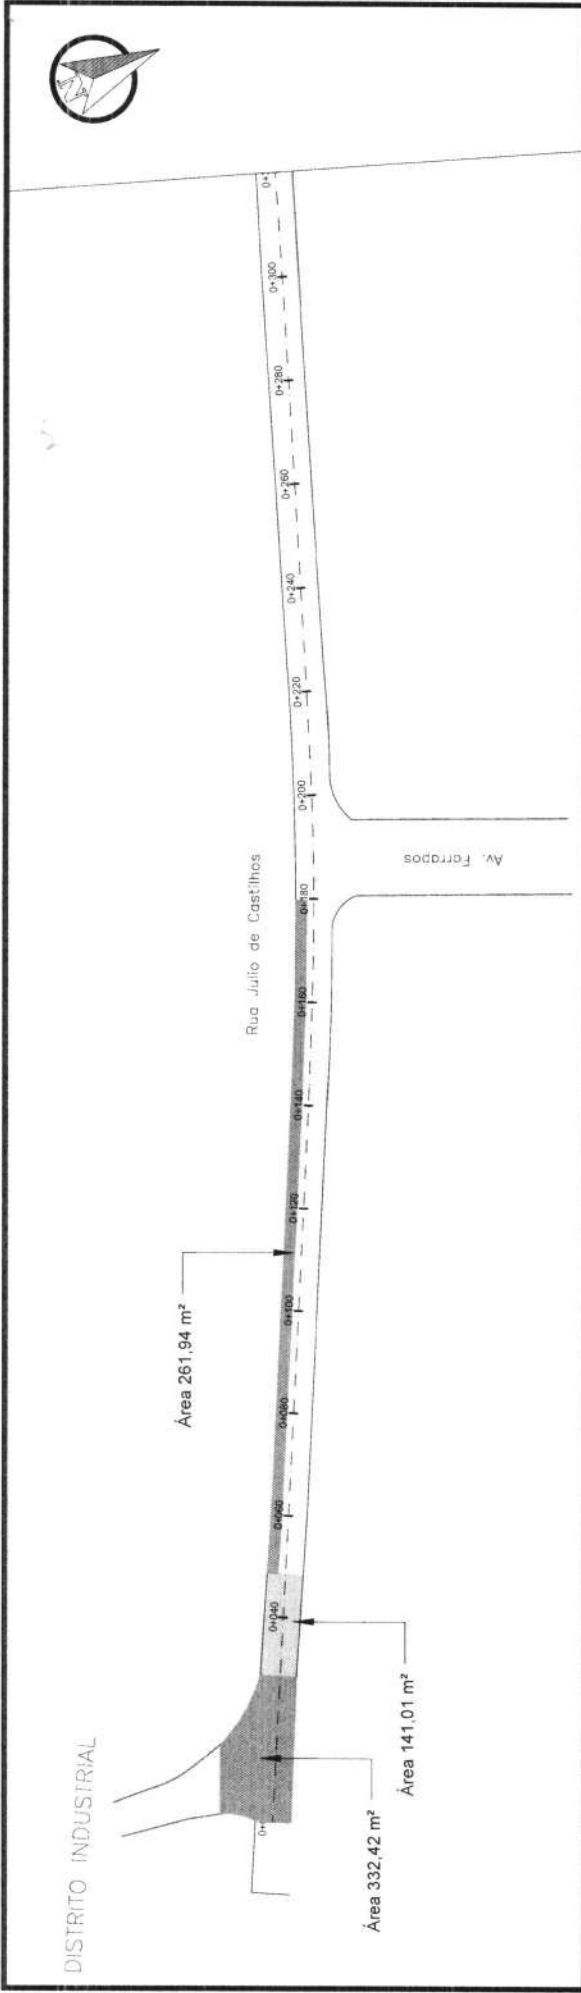 DISTRITO INDUSTRIAL
Área 332,42 m²
Área 141,01 m²
Área 261,94 m²
Rua Julio de Castilhos
Av. Farrapos
0+040
0+060
0+080
0+100
0+120
0+140
0+160
0+180
0+200
0+220
0+240
0+260
0+280
0+300
N